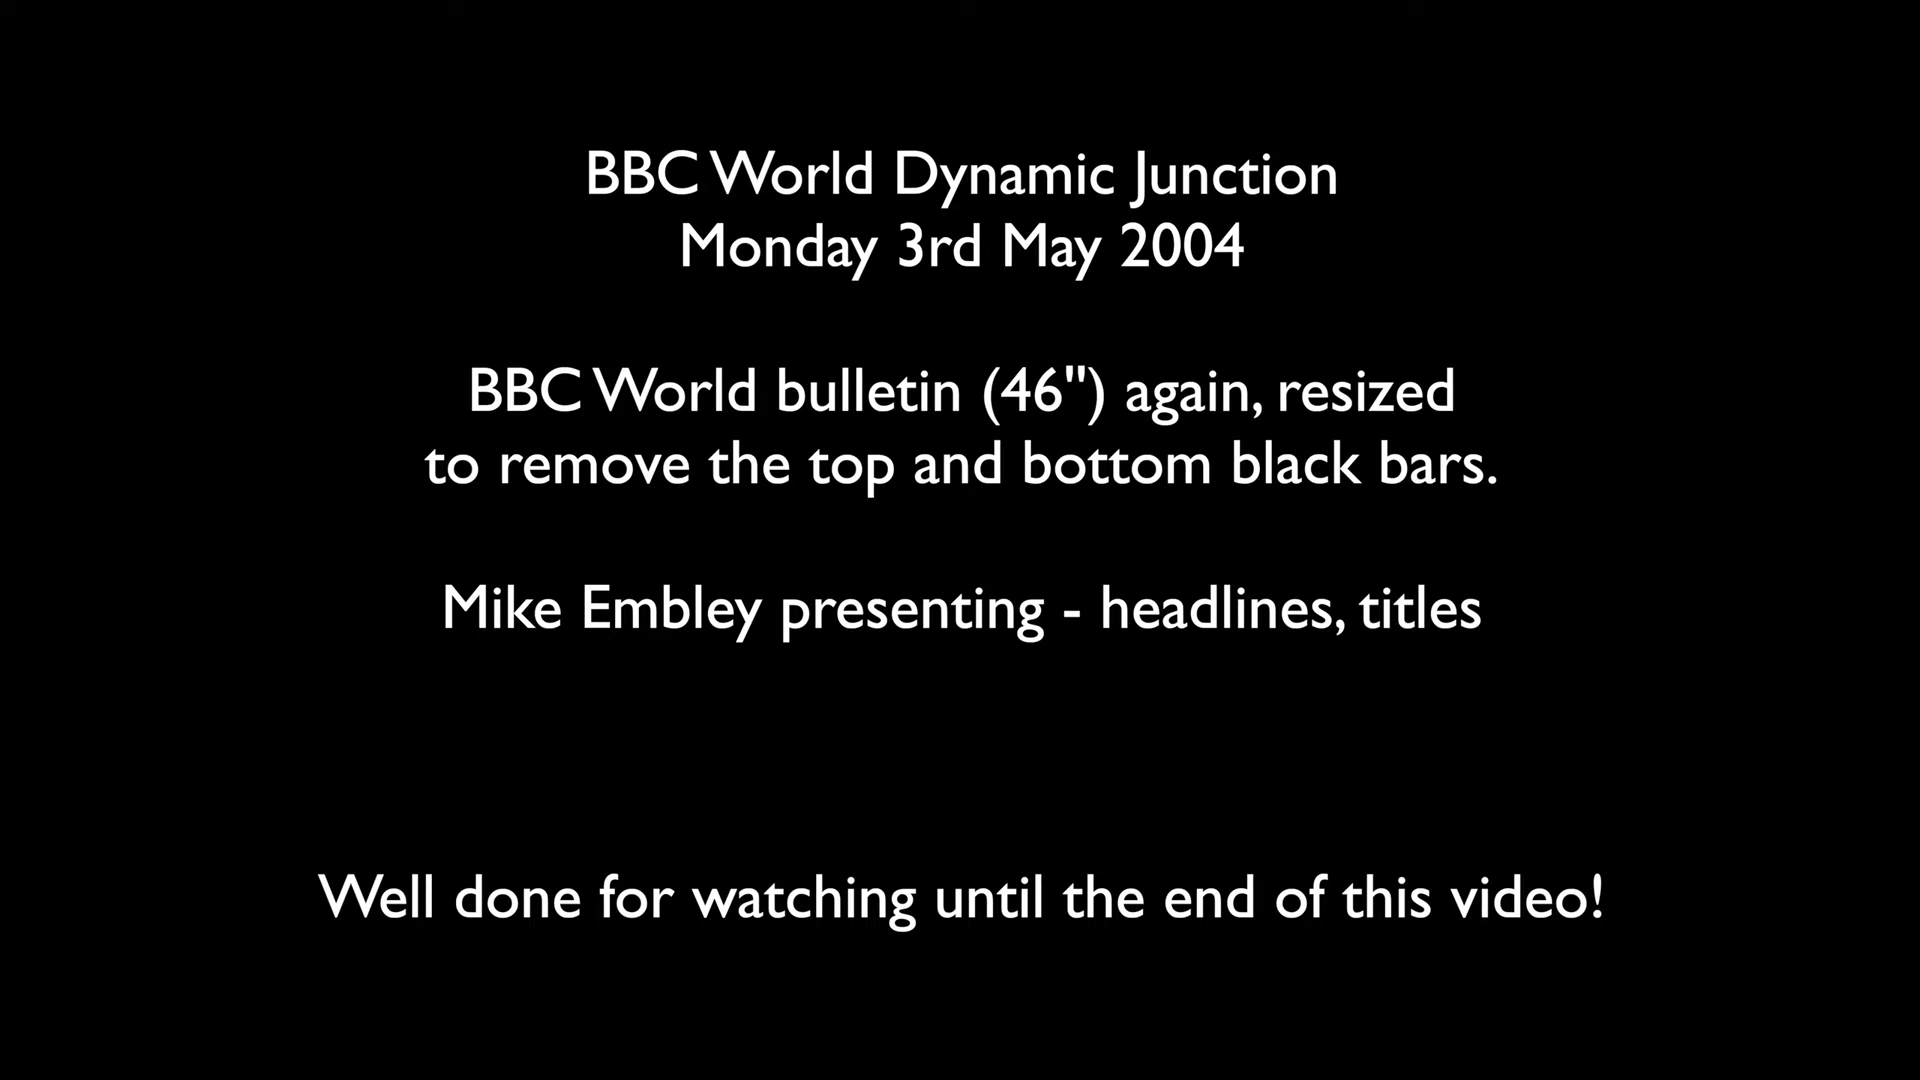 BBC World Dynamic Junction
Monday 3rd May 2004
BBC World bulletin (46") again, resized
to remove the top and bottom black bars.
Mike Embley presenting - headlines, titles
Well done for watching until the end of this video!